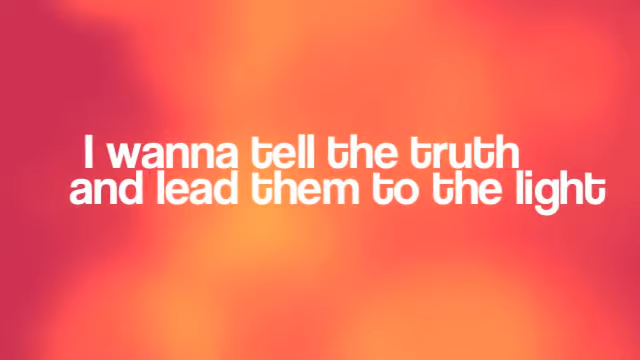 I wanna tell the truth
and lead them to the light